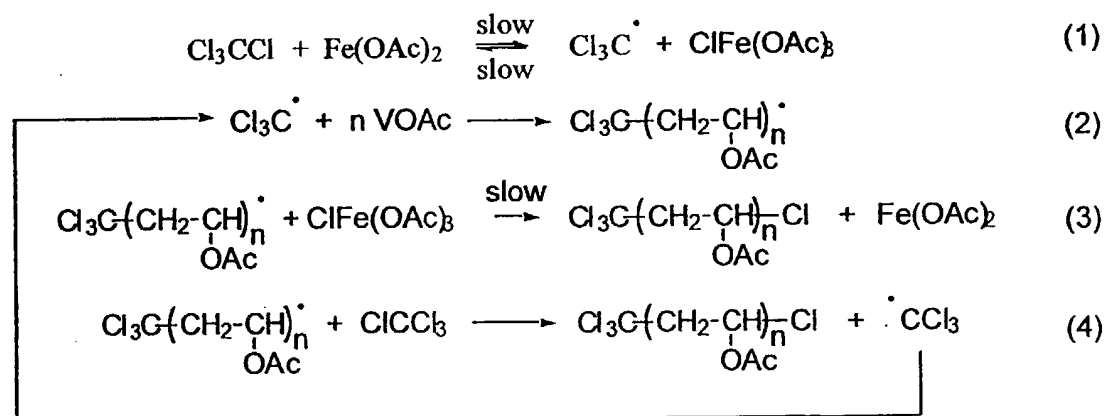 slow
Cl₃CCl + Fe(OAc)₂ ⇌ Cl₃C• + ClFe(OAc)₃ (1)
slow
Cl₃C• + n VOAc → Cl₃C-(CH₂-CH)ₙ• (2)
OAc
slow
Cl₃C-(CH₂-CH)ₙ• + ClFe(OAc)₃ → Cl₃C-(CH₂-CH)ₙ-Cl + Fe(OAc)₂ (3)
OAc OAc
Cl₃C-(CH₂-CH)ₙ• + ClCCl₃ → Cl₃C-(CH₂-CH)ₙ-Cl + •CCl₃ (4)
OAc OAc